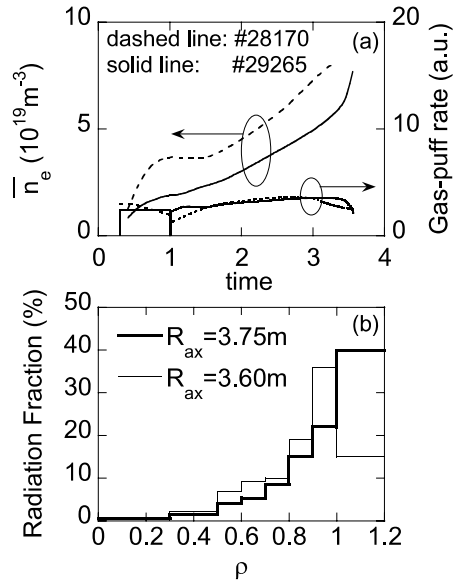 (a)
dashed line: #28170
solid line: #29265
n̅e (10^19 m^-3)
Gas-puff rate (a.u.)
10
5
0
20
10
0
0 1 2 3 4
time
(b)
R_ax=3.75m
R_ax=3.60m
Radiation Fraction (%)
50
40
30
20
10
0
0 0.2 0.4 0.6 0.8 1 1.2
ρ